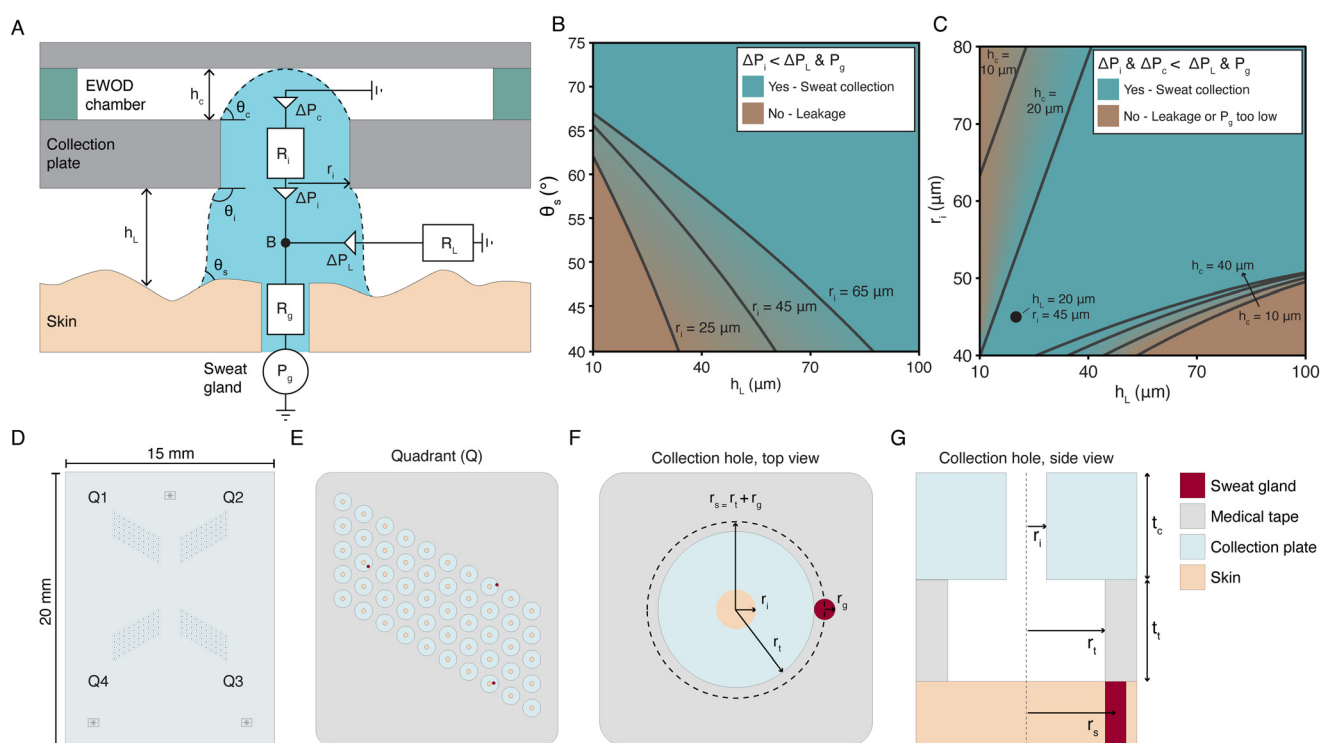 A
EWOD
chamber
h_c
θ_c
ΔP_c
Collection
plate
R_i
r_i
ΔP_i
θ_i
h_L
B
R_L
ΔP_L
θ_s
R_g
Skin
Sweat
gland
P_g
B
75
70
65
60
55
50
45
40
θ_s (°)
ΔP_i < ΔP_L & P_g
Yes - Sweat collection
No - Leakage
r_i = 65 µm
r_i = 45 µm
r_i = 25 µm
10
40
70
100
h_L (µm)
C
80
70
60
50
40
r_i (µm)
h_c =
10 µm
h_c =
20 µm
ΔP_i & ΔP_c < ΔP_L & P_g
Yes - Sweat collection
No - Leakage or P_g too low
h_c = 40 µm
h_L = 20 µm
r_i = 45 µm
h_c = 10 µm
10
40
70
100
h_L (µm)
D
15 mm
20 mm
Q1
Q2
Q4
Q3
E
Quadrant (Q)
F
Collection hole, top view
r_s = r_t + r_g
r_i
r_g
r_t
G
Collection hole, side view
r_i
t_c
r_t
t_t
r_s
Sweat gland
Medical tape
Collection plate
Skin